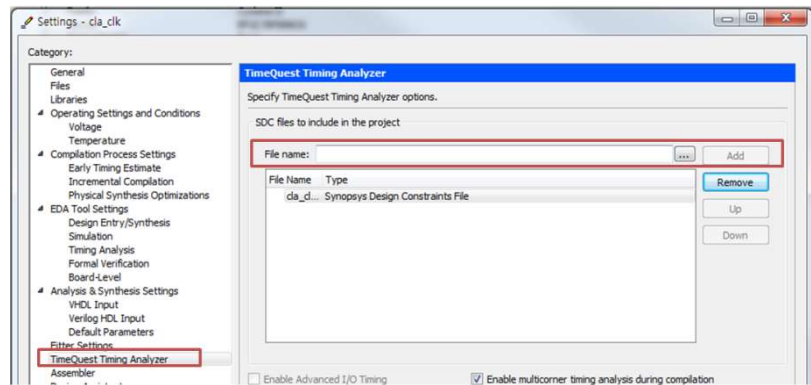 Settings - cla_clk
Category:
General
Files
Libraries
Operating Settings and Conditions
Voltage
Temperature
Compilation Process Settings
Early Timing Estimate
Incremental Compilation
Physical Synthesis Optimizations
EDA Tool Settings
Design Entry/Synthesis
Simulation
Timing Analysis
Formal Verification
Board-Level
Analysis & Synthesis Settings
VHDL Input
Verilog HDL Input
Default Parameters
Fitter Settings
TimeQuest Timing Analyzer
Assembler
TimeQuest Timing Analyzer
Specify TimeQuest Timing Analyzer options.
SDC files to include in the project
File name: ... Add
File Name Type
cla_cl... Synopsys Design Constraints File
Remove
Up
Down
Enable Advanced I/O Timing
Enable multicorner timing analysis during compilation